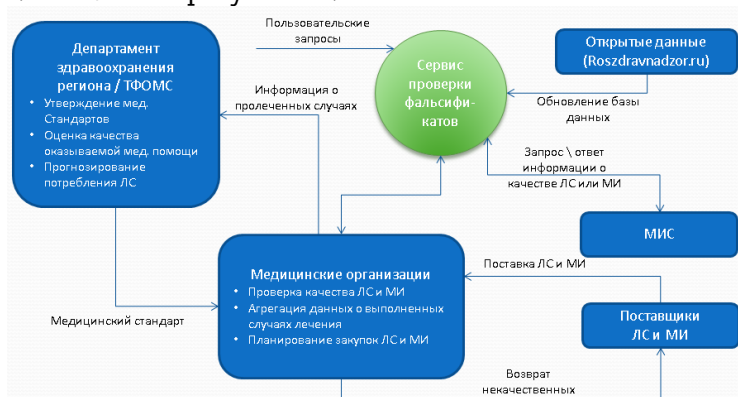 Пользовательские
запросы
Департамент
здравоохранения
региона / ТФОМС
• Утверждение мед.
Стандартов
• Оценка качества
оказываемой мед. помощи
• Прогнозирование
потребления ЛС
Информация о
пролеченных случаях
Сервис
проверки
фальсифи-
катов
Открытые данные
(Roszdravnadzor.ru)
Обновление базы
данных
Запрос \ ответ
информации о
качестве ЛС или МИ
МИС
Медицинские организации
• Проверка качества ЛС и МИ
• Агрегация данных о выполненных
случаях лечения
• Планирование закупок ЛС и МИ
Поставка ЛС и МИ
Медицинский стандарт
Поставщики
ЛС и МИ
Возврат
некачественных